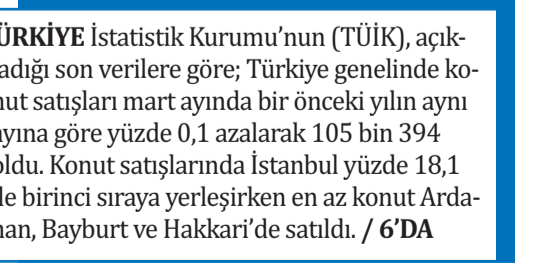 ÜRKİYE İstatistik Kurumu’nun (TÜİK), açık-
adığı son verilere göre; Türkiye genelinde ko-
nut satışları mart ayında bir önceki yılın aynı
ayına göre yüzde 0,1 azalarak 105 bin 394
oldu. Konut satışlarında İstanbul yüzde 18,1
le birinci sıraya yerleşirken en az konut Arda-
han, Bayburt ve Hakkari’de satıldı. / 6’DA